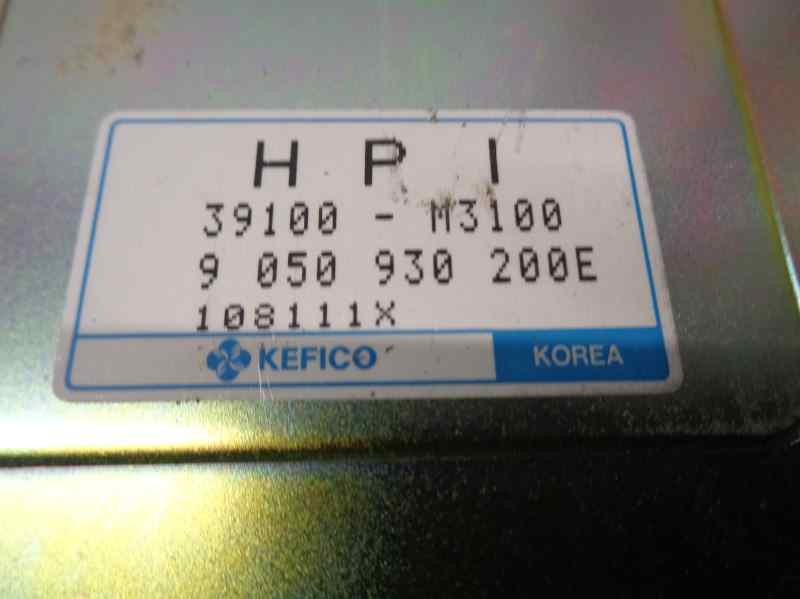 H P I
39100 - M3100
9 050 930 200E
108111X
KEFICO KOREA